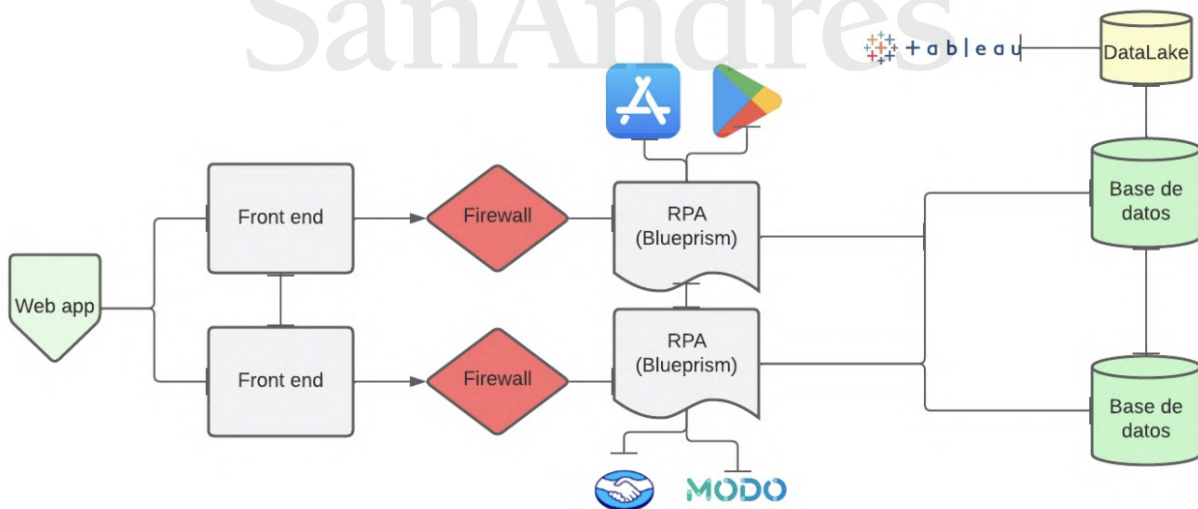 SanAndres
tableau
DataLake
Front end
Firewall
RPA
(Blueprism)
Base de
datos
Web app
Front end
Firewall
RPA
(Blueprism)
Base de
datos
MODO